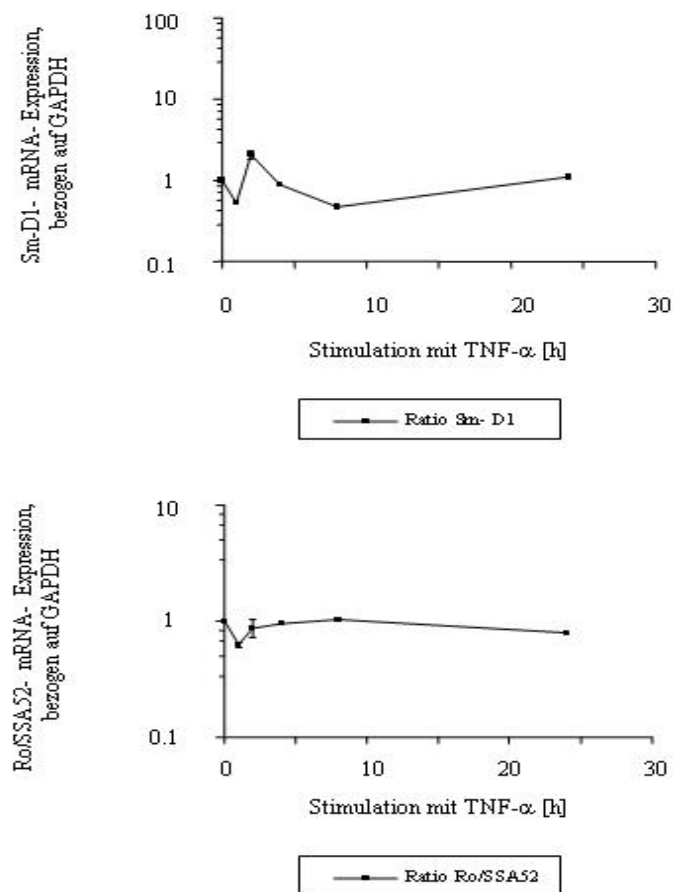 Sm-D1- mRNA- Expression,
bezogen auf GAPDH
100
10
1
0.1
0 10 20 30
Stimulation mit TNF-α [h]
Ratio Sm- D1
Ro/SSA52- mRNA- Expression,
bezogen auf GAPDH
10
1
0.1
0 10 20 30
Stimulation mit TNF-α [h]
Ratio Ro/SSA52